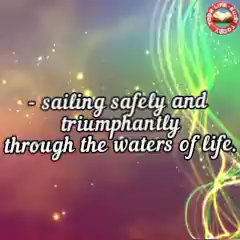 - sailing safely and
triumphantly
through the waters of life.